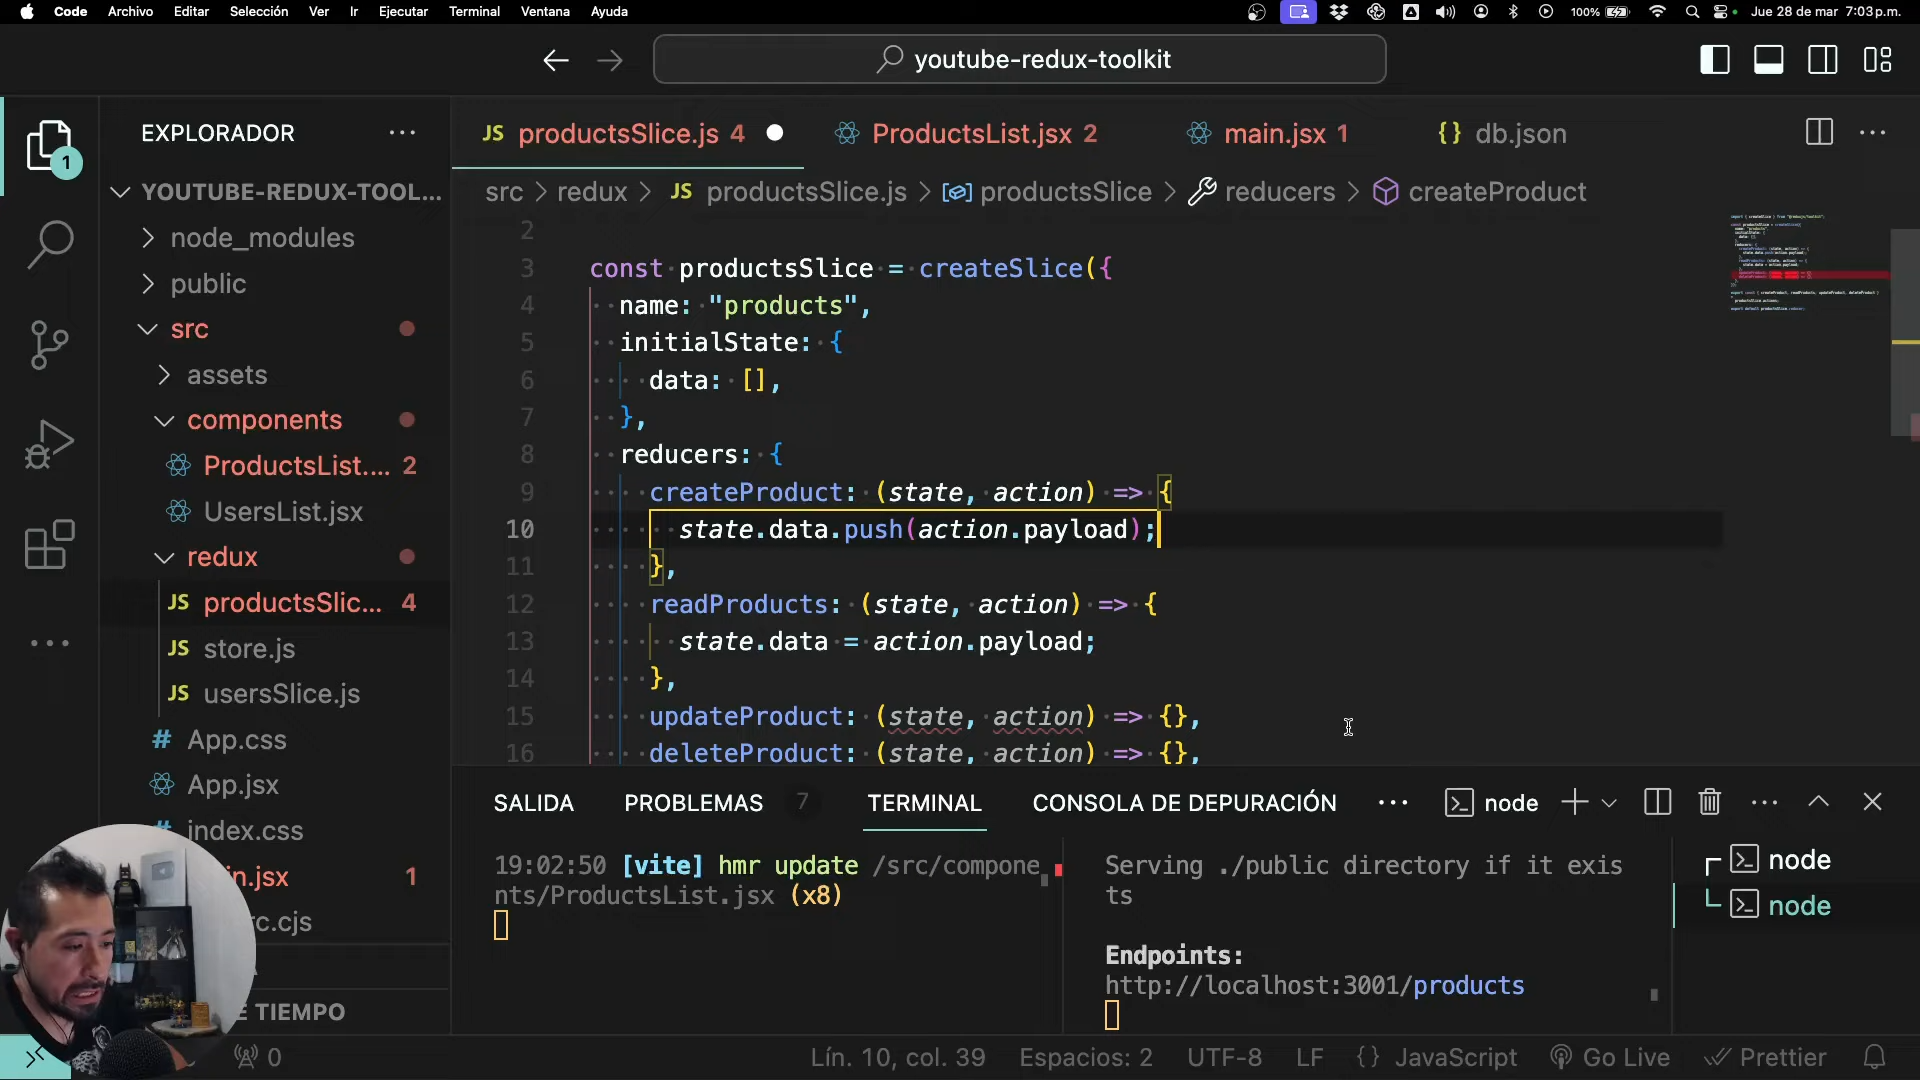 Code Archivo Editar Selección Ver Ir Ejecutar Terminal Ventana Ayuda 100% Jue 28 de mar 7:03 p.m.
youtube-redux-toolkit
EXPLORADOR
1
YOUTUBE-REDUX-TOOL...
node_modules
public
src
assets
components
ProductsList.... 2
UsersList.jsx
redux
JS productsSlic... 4
JS store.js
JS usersSlice.js
# App.css
App.jsx
index.css
in.jsx 1
rc.cjs
E TIEMPO
JS productsSlice.js 4 ProductsList.jsx 2 main.jsx 1 {} db.json
src > redux > JS productsSlice.js > productsSlice > reducers > createProduct
2
3 const productsSlice = createSlice({
4 name: "products",
5 initialState: {
6 data: [],
7 },
8 reducers: {
9 createProduct: (state, action) => {
10 state.data.push(action.payload);
11 },
12 readProducts: (state, action) => {
13 state.data = action.payload;
14 },
15 updateProduct: (state, action) => {},
16 deleteProduct: (state, action) => {},
SALIDA PROBLEMAS 7 TERMINAL CONSOLA DE DEPURACIÓN node
19:02:50 [vite] hmr update /src/compone
nts/ProductsList.jsx (x8)
Serving ./public directory if it exis
ts
Endpoints:
http://localhost:3001/products
node
node
0 Lín. 10, col. 39 Espacios: 2 UTF-8 LF {} JavaScript Go Live Prettier